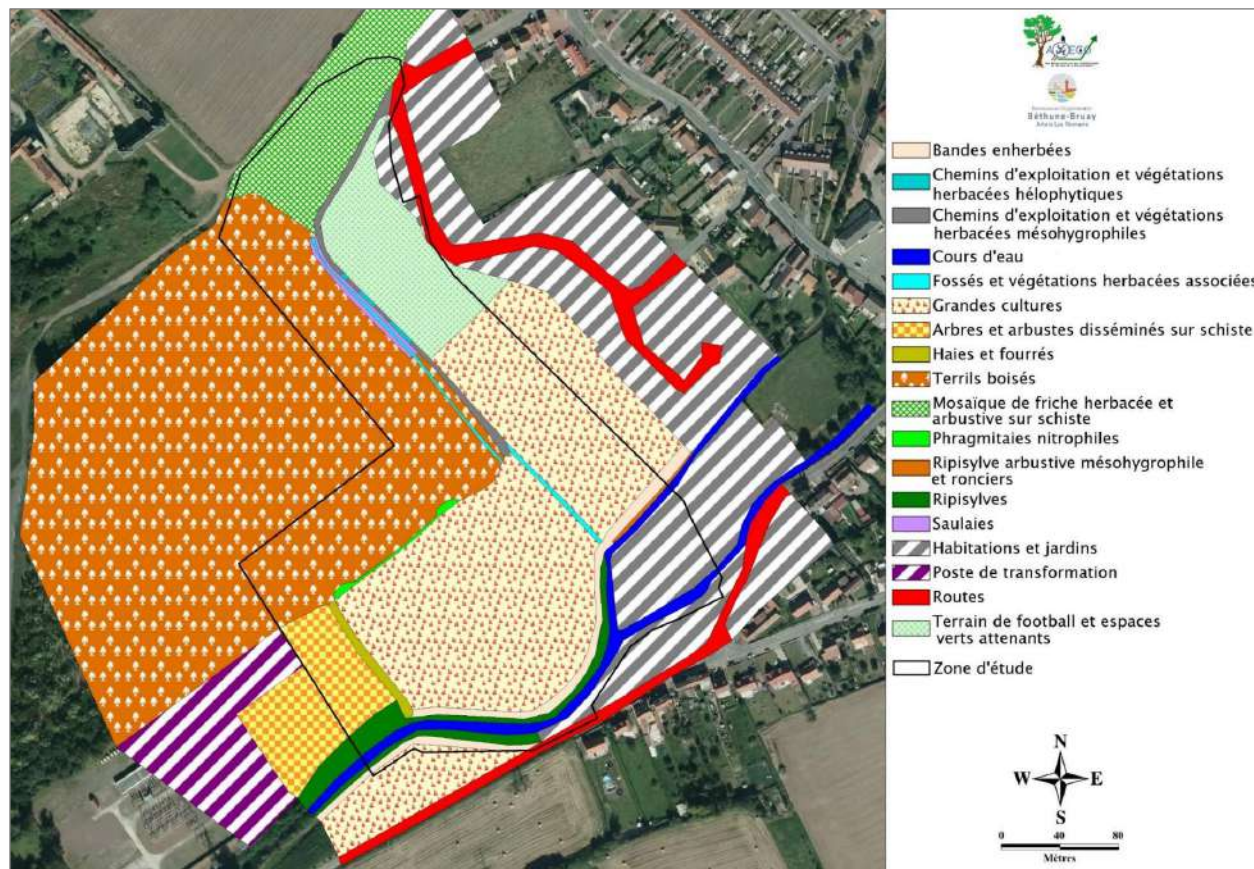 Béthune-Bruay
Bandes enherbées
Chemins d'exploitation et végétations
herbacées hélophytiques
Chemins d'exploitation et végétations
herbacées mésohygrophiles
Cours d'eau
Fossés et végétations herbacées associées
Grandes cultures
Arbres et arbustes disséminés sur schiste
Haies et fourrés
Terrils boisés
Mosaïque de friche herbacée et
arbustive sur schiste
Phragmitaies nitrophiles
Ripisylve arbustive mésohygrophile
et ronciers
Ripisylves
Saulaies
Habitations et jardins
Poste de transformation
Routes
Terrain de football et espaces
verts attenants
Zone d'étude
N
W E
S
0 40 80
Mètres